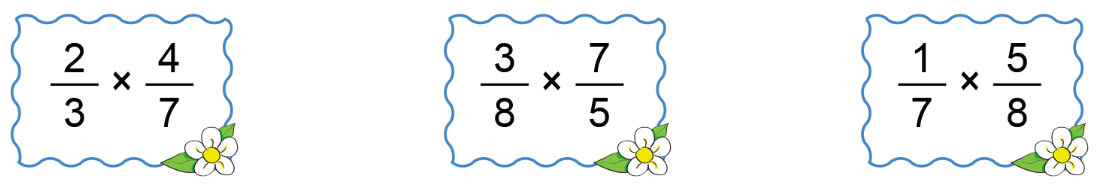 2/3 × 4/7
3/8 × 7/5
1/7 × 5/8